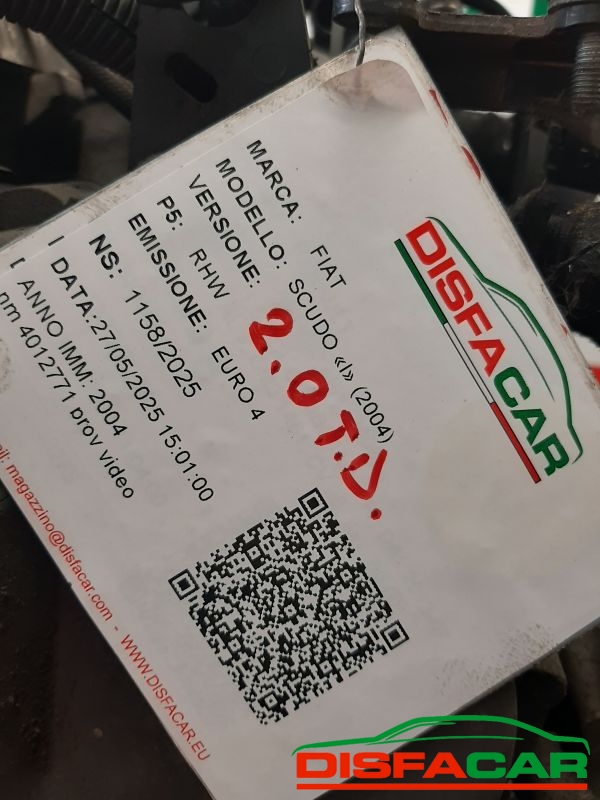 MARCA: FIAT
MODELLO: SCUDO «I» (2004)
VERSIONE: 2.0 T.D.
P5: RHW
EMISSIONE: EURO 4
NS: 1158/2025
DATA:27/05/2025 15:01:00
ANNO IMM: 2004
nm 4012771 prov video
magazzino@disfacar.com - WWW.DISFACAR.EU
DISFACAR
DISFACAR